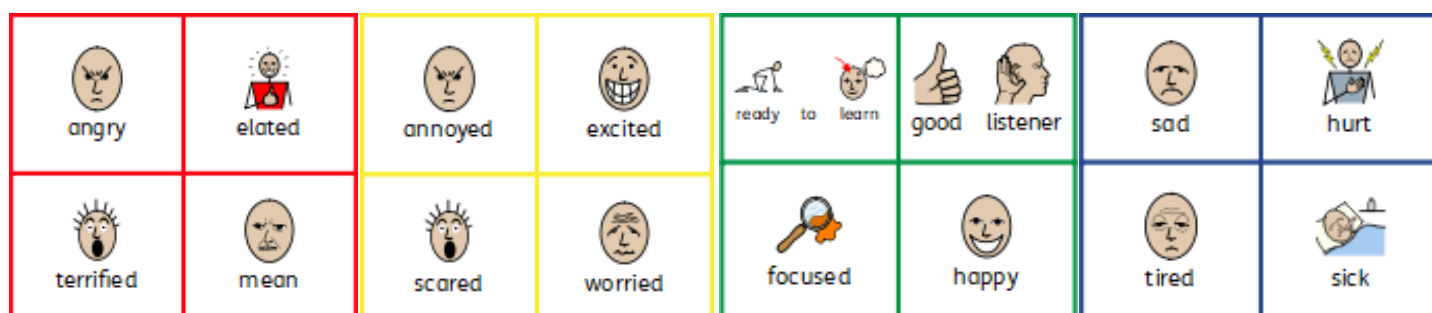 angry elated annoyed excited ready to learn good listener sad hurt
terrified mean scared worried focused happy tired sick